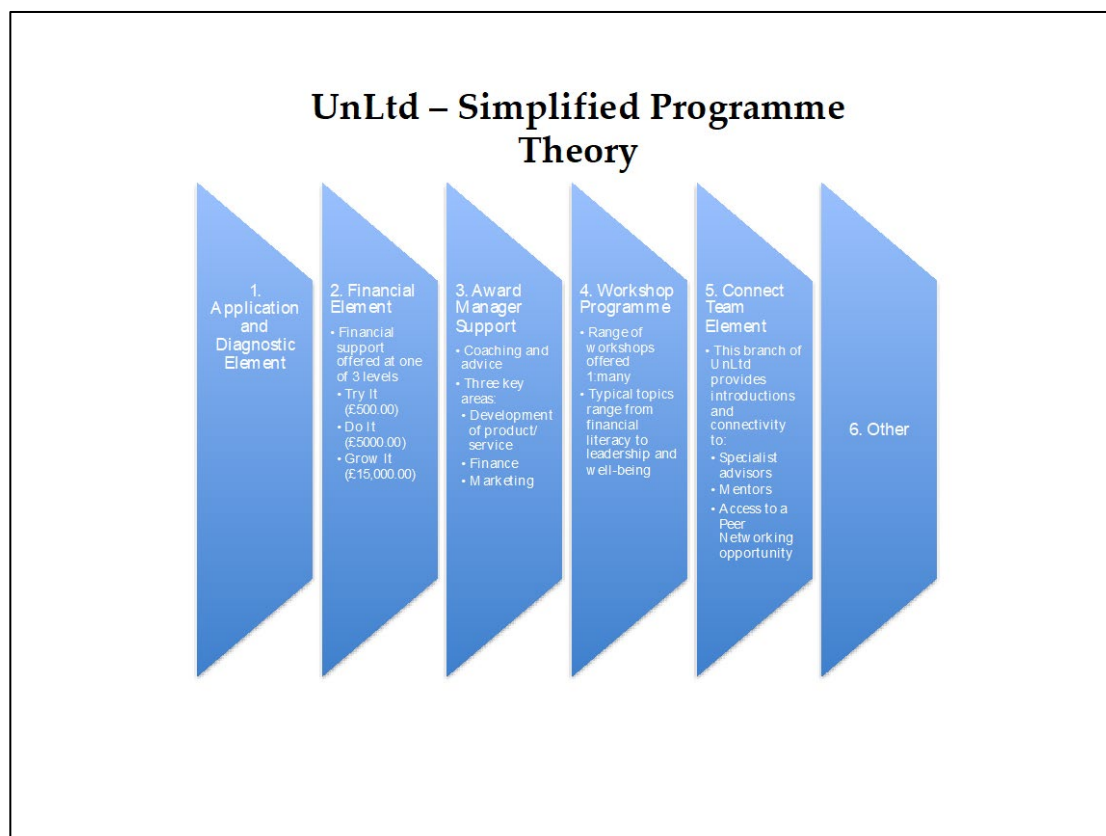 UnLtd – Simplified Programme
Theory
1.
Application
and
Diagnostic
Element
2. Financial
Element
• Financial
support
offered at one
of 3 levels
• Try It
(£500.00)
• Do It
(£5000.00)
• Grow It
(£15,000.00)
3. Award
Manager
Support
• Coaching and
advice
• Three key
areas:
• Development
of product/
service
• Finance
• Marketing
4. Workshop
Programme
• Range of
workshops
offered
1:many
• Typical topics
range from
financial
literacy to
leadership and
well-being
5. Connect
Team
Element
• This branch of
UnLtd
provides
introductions
and
connectivity
to:
• Specialist
advisors
• Mentors
• Access to a
Peer
Networking
opportunity
6. Other